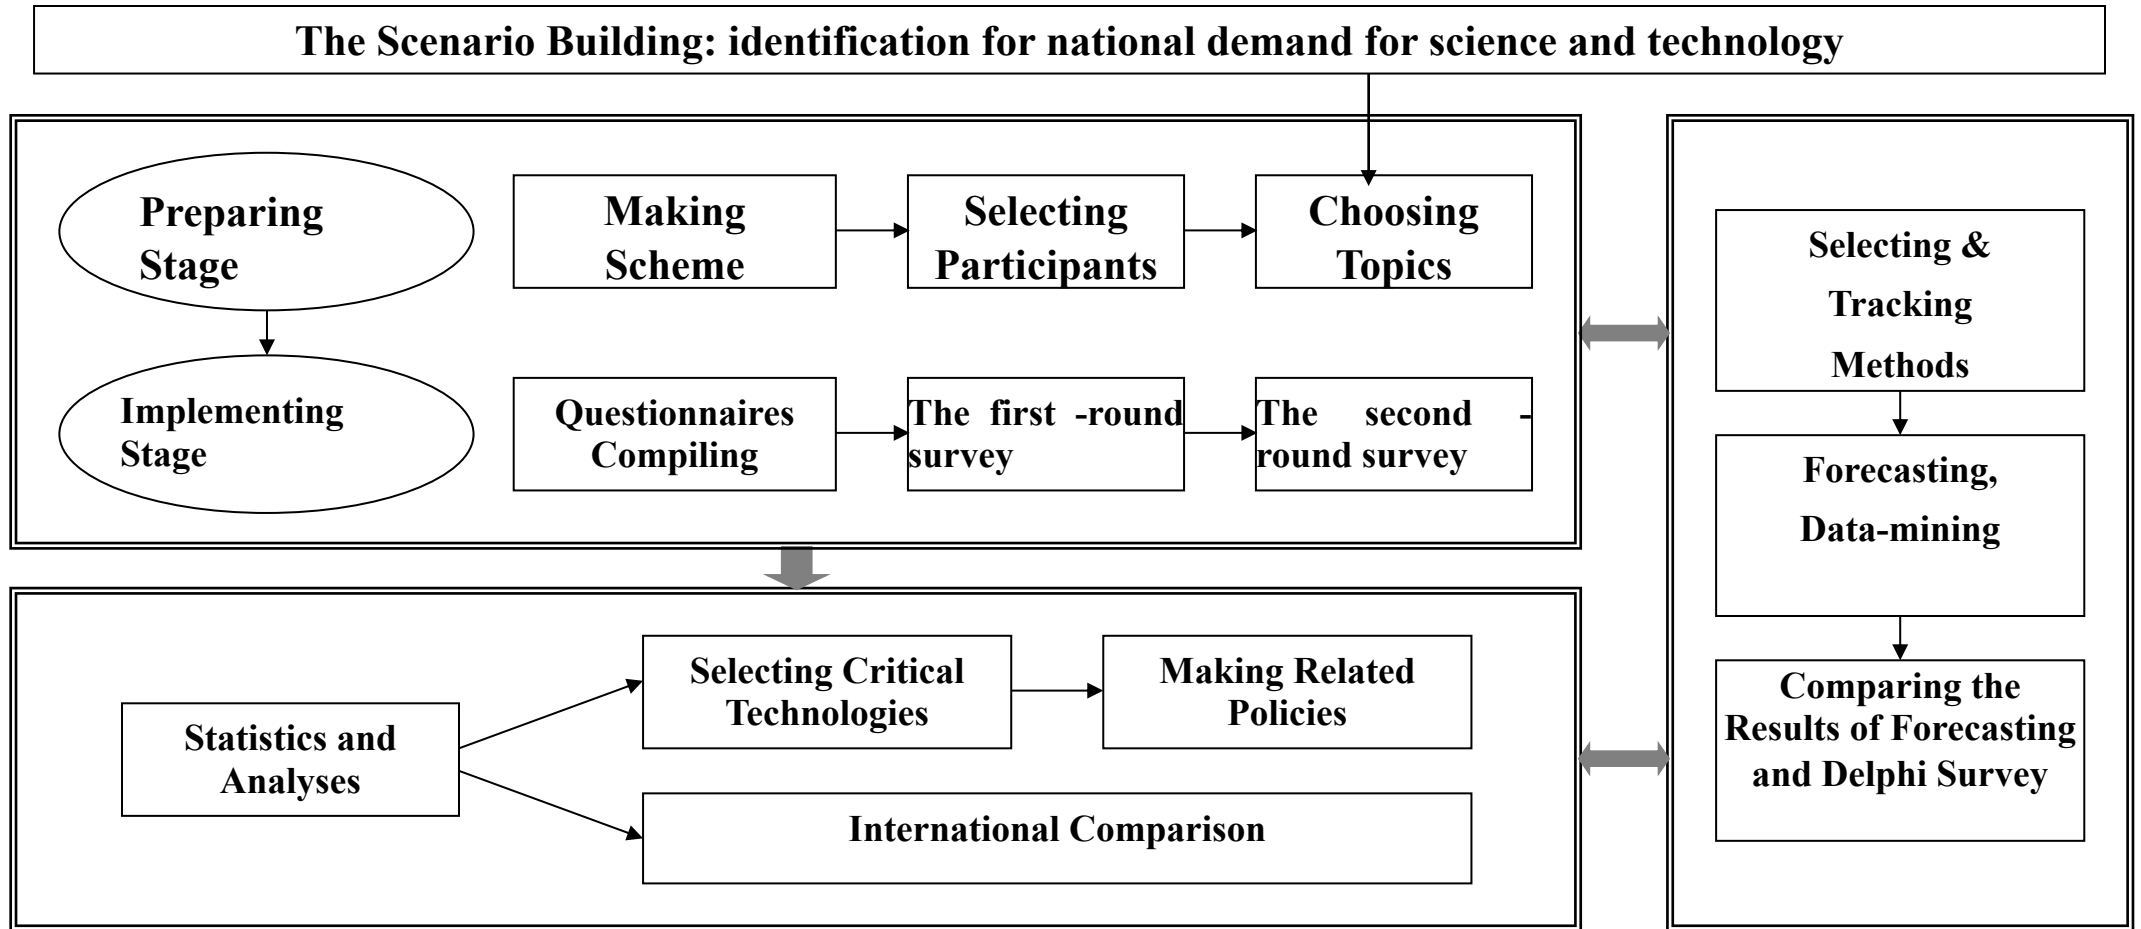 The Scenario Building: identification for national demand for science and technology
Preparing
Stage
Making
Scheme
Selecting
Participants
Choosing
Topics
Implementing
Stage
Questionnaires
Compiling
The first -round
survey
The second -
round survey
Selecting &
Tracking
Methods
Forecasting,
Data-mining
Comparing the
Results of Forecasting
and Delphi Survey
Statistics and
Analyses
Selecting Critical
Technologies
Making Related
Policies
International Comparison